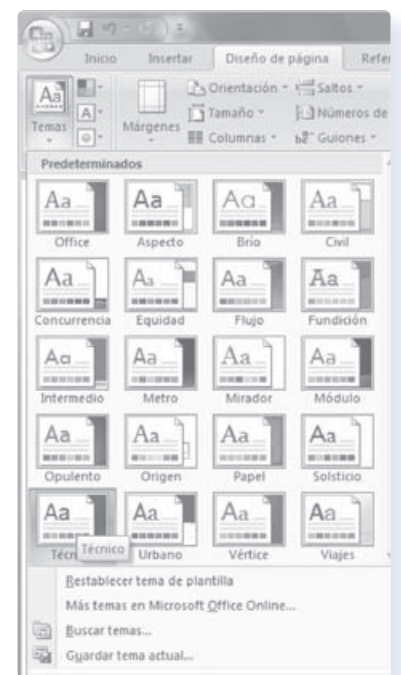 Inicio Insertar Diseño de página Refer
Aa Orientación Saltos
A Tamaño Números de
Temas Márgenes Columnas Guiones
Predeterminados
Aa Aa Aa Aa
Office Aspecto Brío Civil
Aa Aa Aa Aa
Concurrencia Equidad Flujo Fundición
Aa Aa Aa Aa
Intermedio Metro Mirador Módulo
Aa Aa Aa Aa
Opulento Origen Papel Solsticio
Aa Aa Aa Aa
Técn Técnico Urbano Vértice Viajes
Restablecer tema de plantilla
Más temas en Microsoft Office Online...
Buscar temas...
Guardar tema actual...